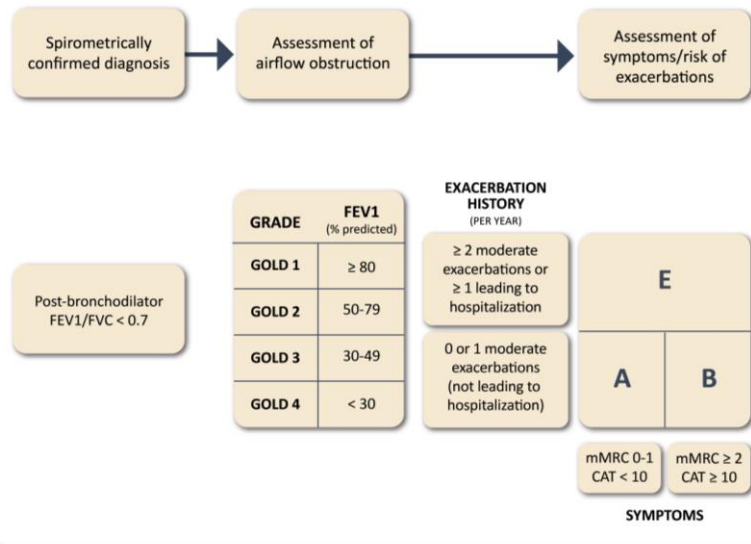 Spirometrically
confirmed diagnosis
Assessment of
airflow obstruction
Assessment of
symptoms/risk of
exacerbations
Post-bronchodilator
FEV1/FVC < 0.7
GRADE
FEV1
(% predicted)
GOLD 1
≥ 80
GOLD 2
50-79
GOLD 3
30-49
GOLD 4
< 30
EXACERBATION
HISTORY
(PER YEAR)
≥ 2 moderate
exacerbations or
≥ 1 leading to
hospitalization
0 or 1 moderate
exacerbations
(not leading to
hospitalization)
E
A
B
mMRC 0-1
CAT < 10
mMRC ≥ 2
CAT ≥ 10
SYMPTOMS